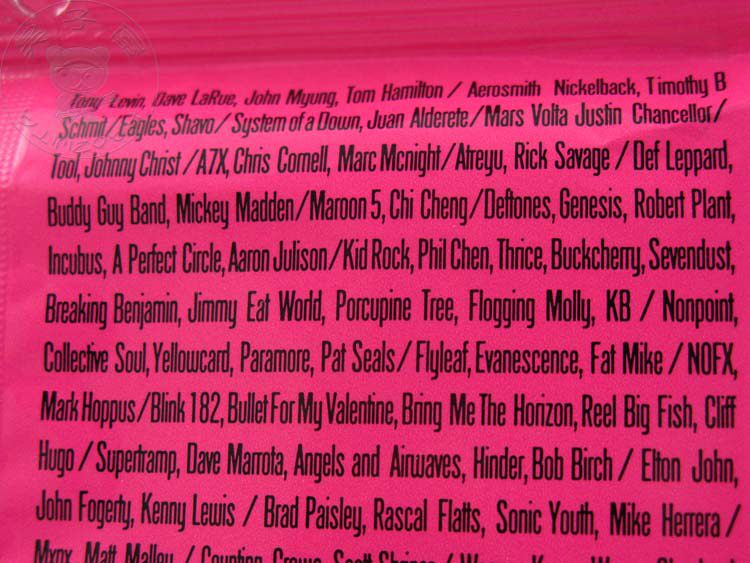 Tony Levin, Dave LaRue, John Myung, Tom Hamilton / Aerosmith Nickelback, Timothy B
Schmit/Eagles, Shavo/System of a Down, Juan Alderete/Mars Volta Justin Chancellor/
Tool, Johnny Christ/A7X, Chris Cornell, Marc Mcnight/Atreyu, Rick Savage / Def Leppard,
Buddy Guy Band, Mickey Madden/Maroon 5, Chi Cheng/Deftones, Genesis, Robert Plant,
Incubus, A Perfect Circle, Aaron Julison/Kid Rock, Phil Chen, Thrice, Buckcherry, Sevendust,
Breaking Benjamin, Jimmy Eat World, Porcupine Tree, Flogging Molly, KB / Nonpoint,
Collective Soul, Yellowcard, Paramore, Pat Seals/Flyleaf, Evanescence, Fat Mike/NOFX,
Mark Hoppus/Blink 182, Bullet For My Valentine, Bring Me The Horizon, Reel Big Fish, Cliff
Hugo/Supertramp, Dave Marrota, Angels and Airwaves, Hinder, Bob Birch / Elton John,
John Fogerty, Kenny Lewis / Brad Paisley, Rascal Flatts, Sonic Youth, Mike Herrera/
Mxpx, Matt Malley / Counting Crows, Scott